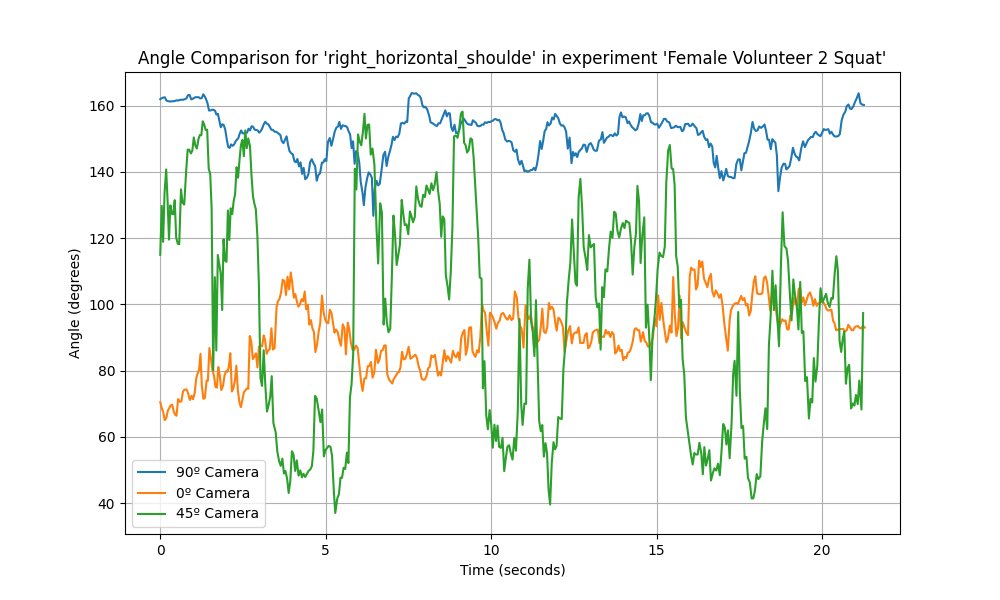 Angle Comparison for 'right_horizontal_shoulde' in experiment 'Female Volunteer 2 Squat'
160
140
120
100
80
60
40
Angle (degrees)
90º Camera
0º Camera
45º Camera
0
5
10
15
20
Time (seconds)